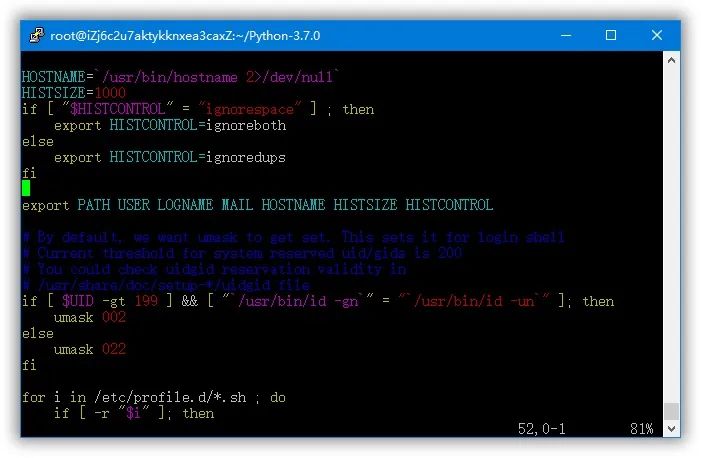 root@iZj6c2u7aktykknxea3caxZ:~/Python-3.7.0
HOSTNAME=`/usr/bin/hostname 2>/dev/null`
HISTSIZE=1000
if [ "$HISTCONTROL" = "ignorespace" ] ; then
    export HISTCONTROL=ignoreboth
else
    export HISTCONTROL=ignoredups
fi
export PATH USER LOGNAME MAIL HOSTNAME HISTSIZE HISTCONTROL
# By default, we want umask to get set. This sets it for login shell
# Current threshold for system reserved uid/gids is 200
# You could check uidgid reservation validity in
# /usr/share/doc/setup-*/uidgid file
if [ $UID -gt 199 ] && [ "`/usr/bin/id -gn`" = "`/usr/bin/id -un`" ]; then
    umask 002
else
    umask 022
fi
for i in /etc/profile.d/*.sh ; do
    if [ -r "$i" ]; then
52,0-1 81%